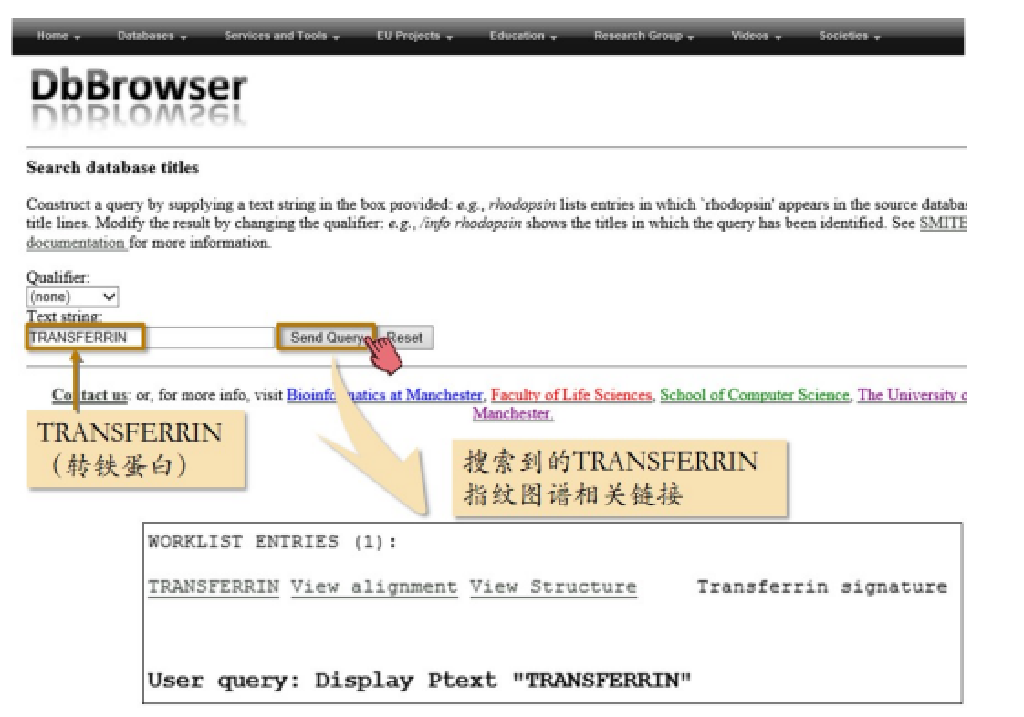 Home Databases Services and Tools EU Projects Education Research Group Videos Societies
DbBrowser
Search database titles
Construct a query by supplying a text string in the box provided: e.g., rhodopsin lists entries in which `rhodopsin' appears in the source databa
title lines. Modify the result by changing the qualifier: e.g., /info rhodopsin shows the titles in which the query has been identified. See SMITE
documentation for more information.
Qualifier:
(none)
Text string:
TRANSFERRIN Send Query Reset
Contact us: or, for more info, visit Bioinformatics at Manchester, Faculty of Life Sciences, School of Computer Science, The University o
Manchester.
TRANSFERRIN
（转铁蛋白）
搜索到的TRANSFERRIN
指纹图谱相关链接
WORKLIST ENTRIES (1):
TRANSFERRIN View alignment View Structure Transferrin signature
User query: Display Ptext "TRANSFERRIN"